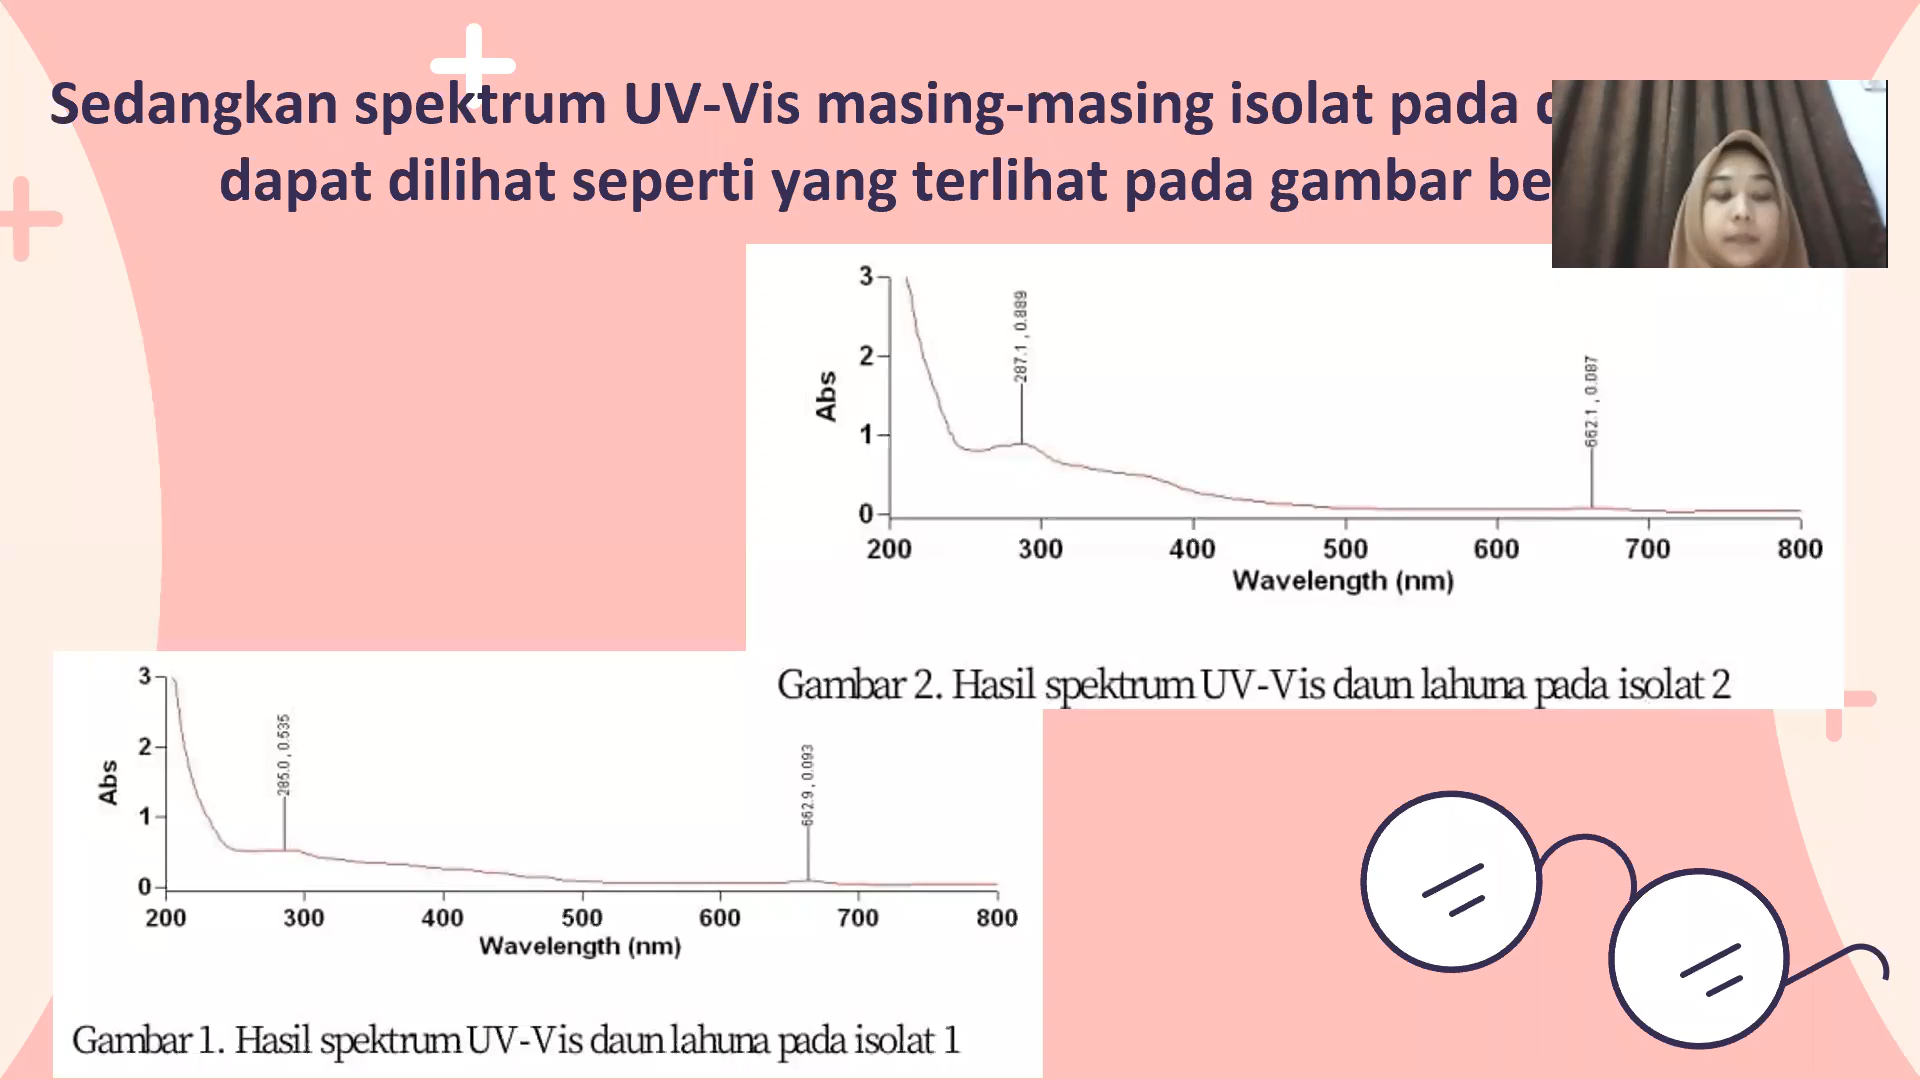 Sedangkan spektrum UV-Vis masing-masing isolat pada
dapat dilihat seperti yang terlihat pada gambar
3
2
1
0
Abs
287.1 , 0.889
662.1 , 0.087
200 300 400 500 600 700 800
Wavelength (nm)
Gambar 2. Hasil spektrum UV-Vis daun lahuna pada isolat 2
3
2
1
0
Abs
285.0 , 0.535
662.9 , 0.093
200 300 400 500 600 700 800
Wavelength (nm)
Gambar 1. Hasil spektrum UV-Vis daun lahuna pada isolat 1